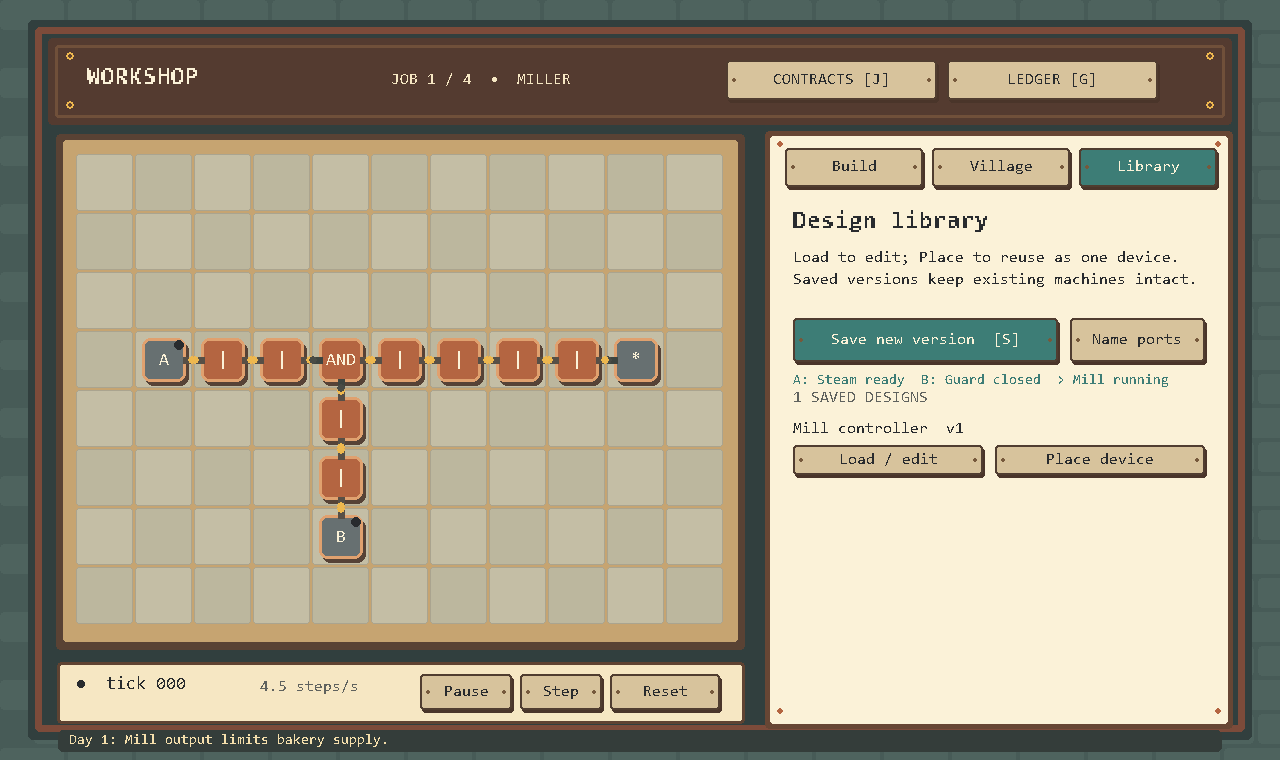 WORKSHOP
JOB 1 / 4 • MILLER
CONTRACTS [J]
LEDGER [G]
Build
Village
Library
Design library
Load to edit; Place to reuse as one device.
Saved versions keep existing machines intact.
Save new version [S]
Name ports
A: Steam ready B: Guard closed > Mill running
1 SAVED DESIGNS
Mill controller v1
Load / edit
Place device
A | | AND | | | | *
|
|
B
tick 000
4.5 steps/s
Pause
Step
Reset
Day 1: Mill output limits bakery supply.